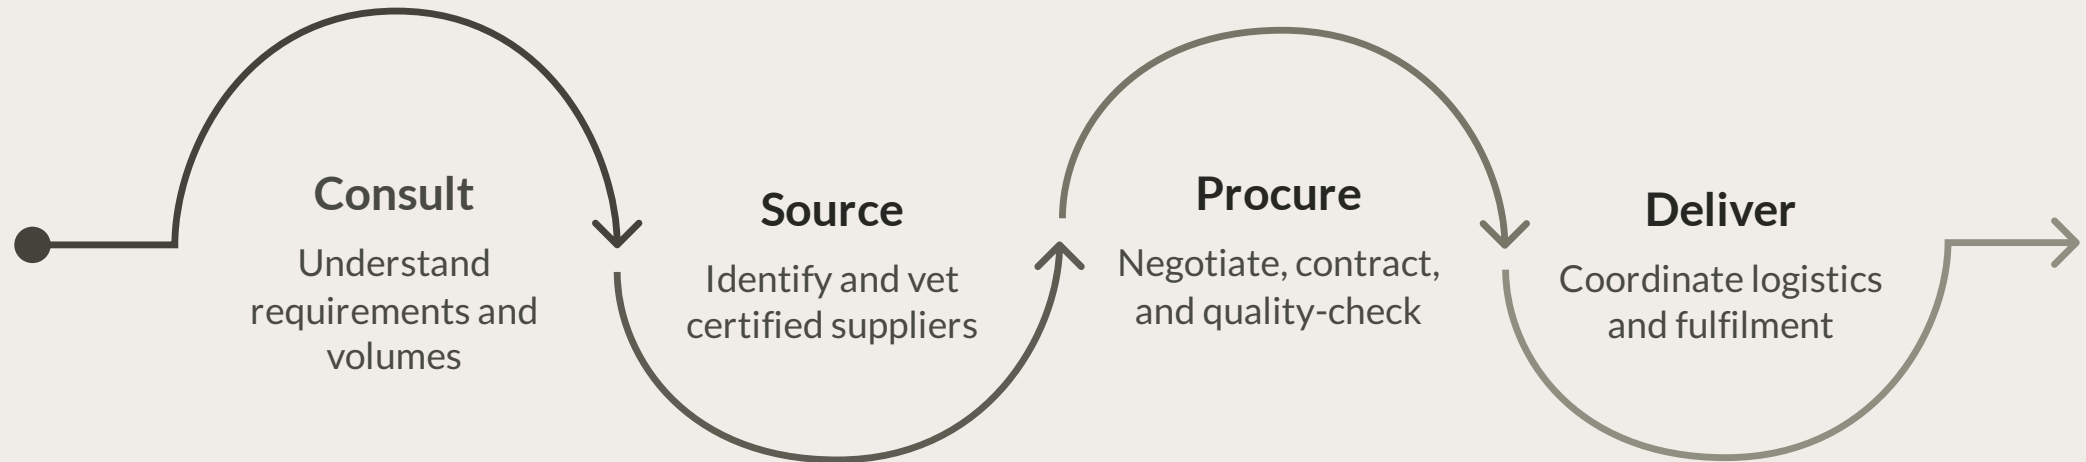 Consult
Understand
requirements and
volumes
Source
Identify and vet
certified suppliers
Procure
Negotiate, contract,
and quality-check
Deliver
Coordinate logistics
and fulfilment